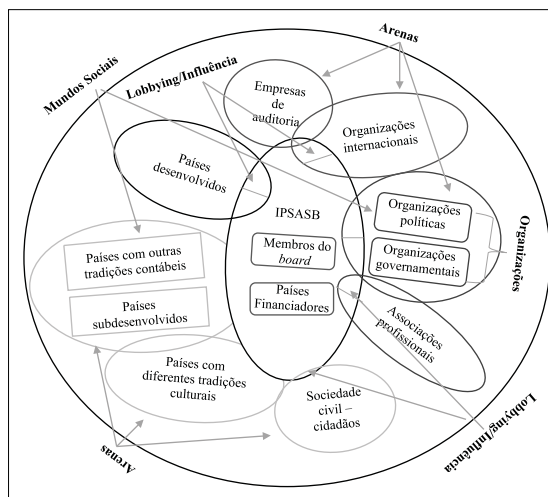 Arenas
Mundos Sociais
Lobbying/Influência
Empresas
de
auditoria
Organizações
internacionais
Países
desenvolvidos
IPSASB
Organizações
políticas
Organizações
governamentais
Organizações
Membros do
board
Países com outras
tradições contábeis
Países
Financiadores
Países
subdesenvolvidos
Associações
profissionais
Países com
diferentes tradições
culturais
Sociedade
civil –
cidadãos
Arenas
Lobbying/Influência